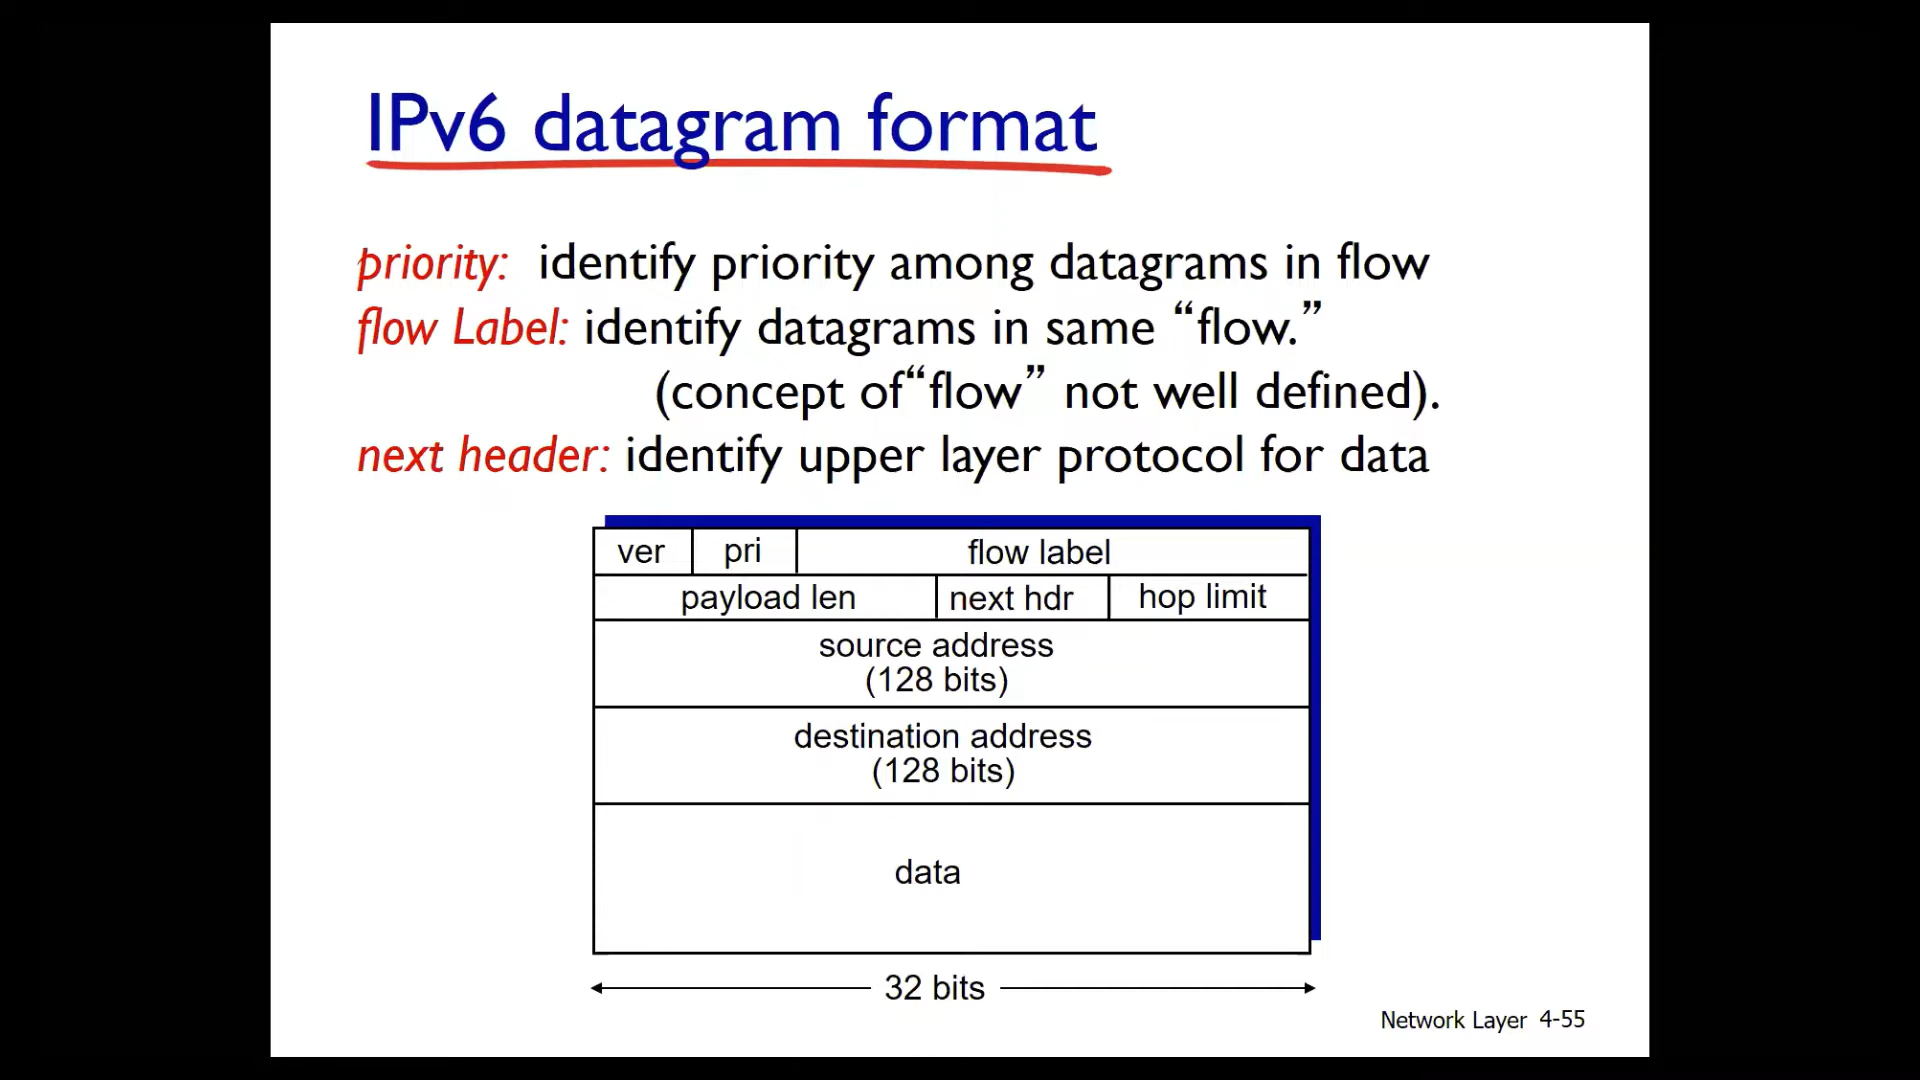 IPv6 datagram format
priority: identify priority among datagrams in flow
flow Label: identify datagrams in same “flow.”
(concept of“flow” not well defined).
next header: identify upper layer protocol for data
ver pri flow label
payload len next hdr hop limit
source address
(128 bits)
destination address
(128 bits)
data
32 bits
Network Layer 4-55